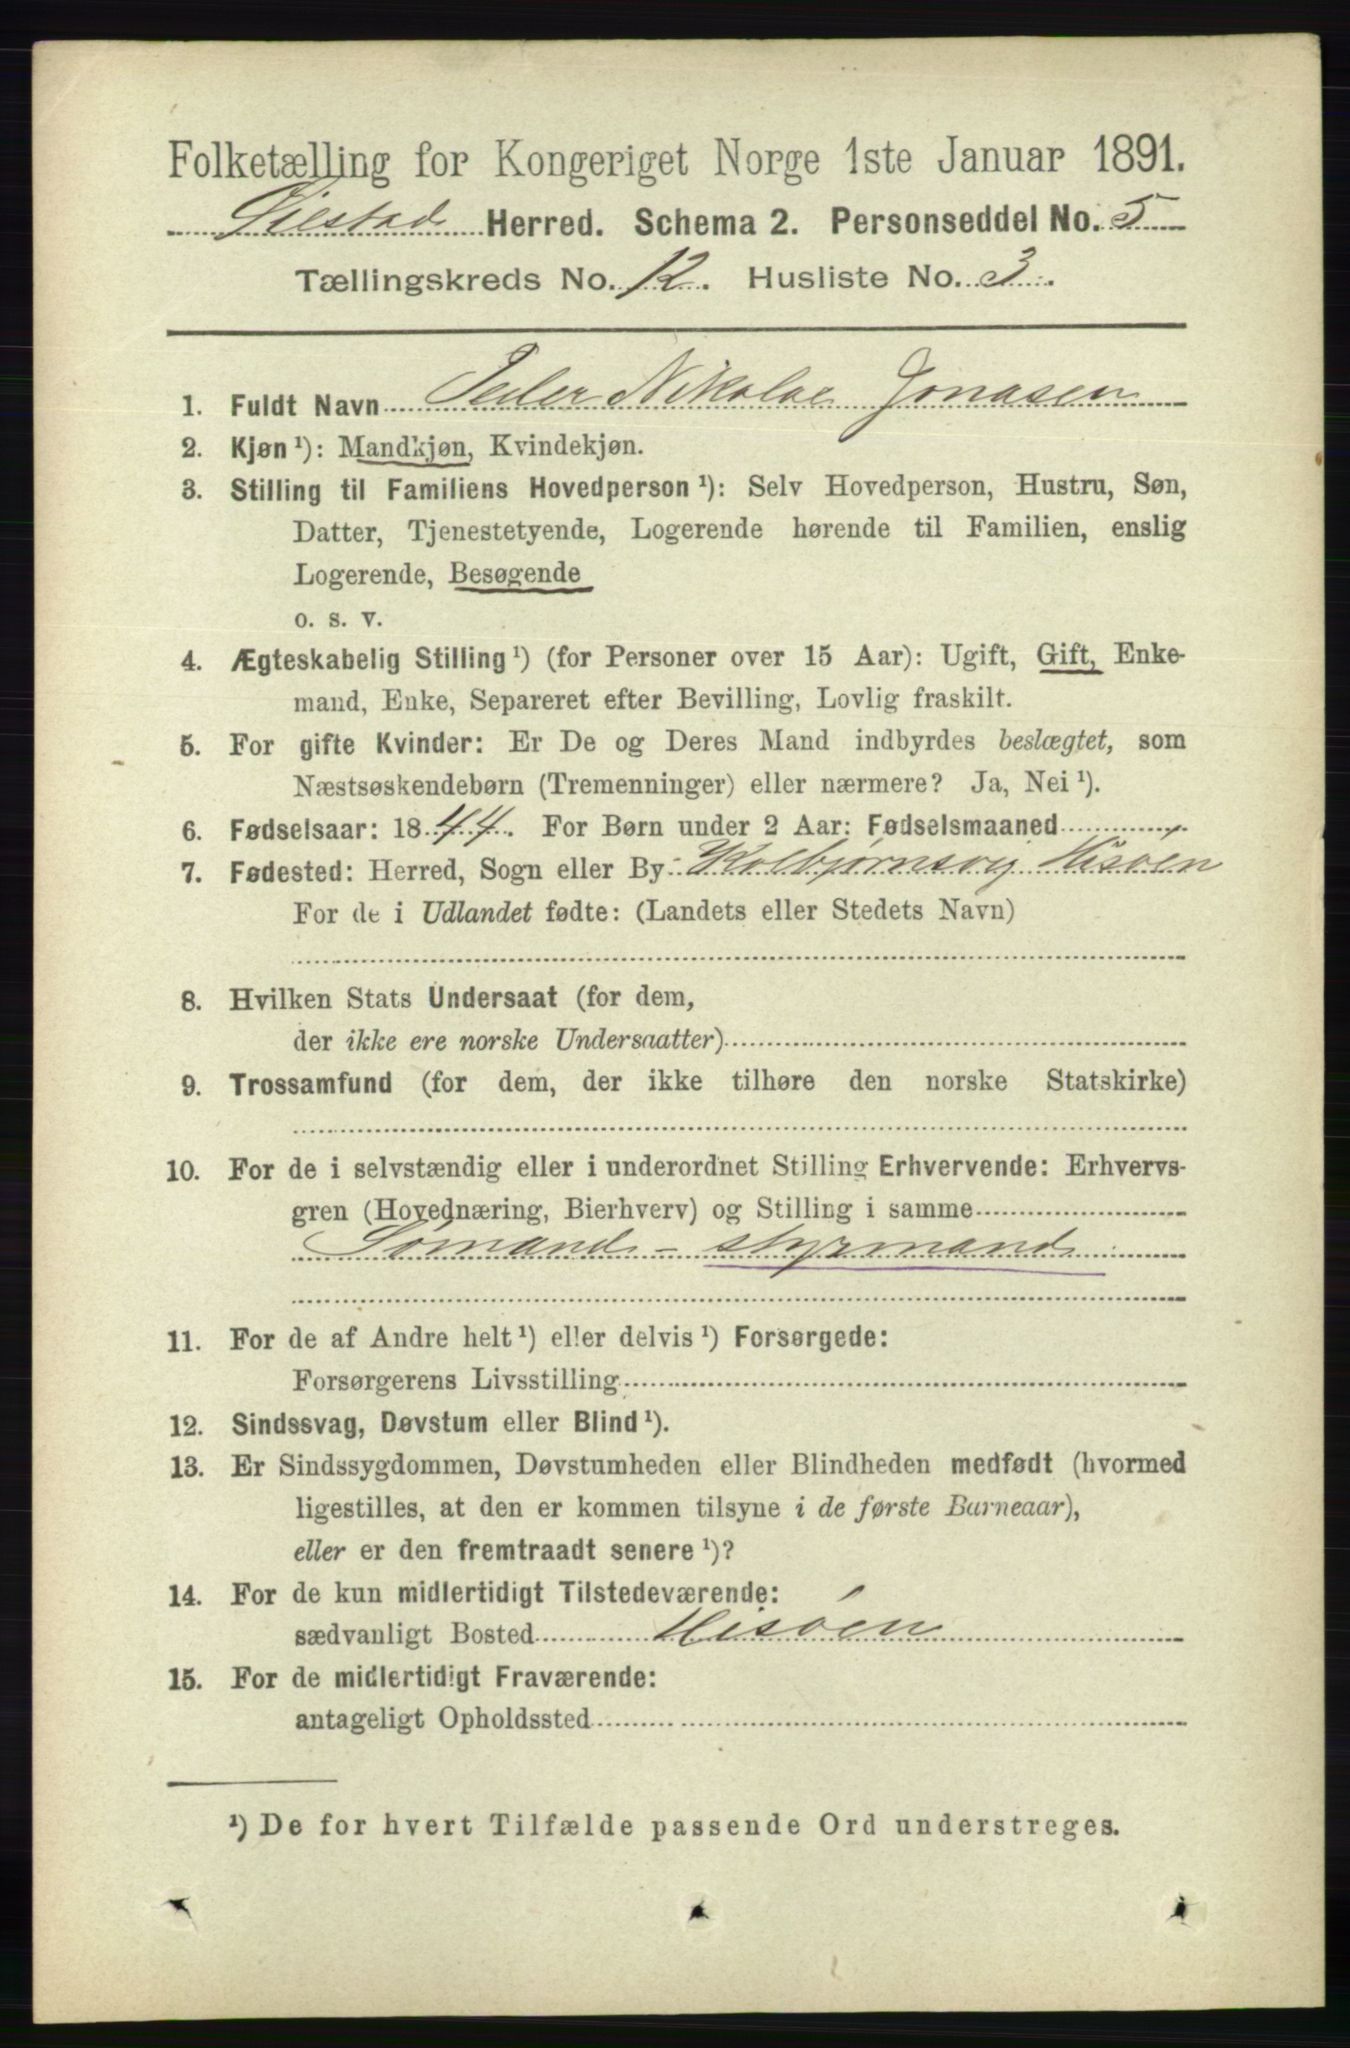 Folketælling for Kongeriget Norge 1ste Januar 1891.
Øiestad Herred. Schema 2. Personseddel No. 5
Tællingskreds No. 12. Husliste No. 3.
1. Fuldt Navn Peder Nikolai Jonasen
2. Kjøn ¹): Mandkjøn, Kvindekjøn.
3. Stilling til Familiens Hovedperson ¹): Selv Hovedperson, Hustru, Søn,
Datter, Tjenestetyende, Logerende hørende til Familien, enslig
Logerende, Besøgende
o. s. v.
4. Ægteskabelig Stilling ¹) (for Personer over 15 Aar): Ugift, Gift, Enke-
mand, Enke, Separeret efter Bevilling, Lovlig fraskilt.
5. For gifte Kvinder: Er De og Deres Mand indbyrdes beslægtet, som
Næstsøskendebørn (Tremenninger) eller nærmere? Ja, Nei ¹).
6. Fødselsaar: 1844. For Børn under 2 Aar: Fødselsmaaned
7. Fødested: Herred, Sogn eller By Kolbjørnsvig Hisøen
For de i Udlandet fødte: (Landets eller Stedets Navn)
8. Hvilken Stats Undersaat (for dem,
der ikke ere norske Undersaatter)
9. Trossamfund (for dem, der ikke tilhøre den norske Statskirke)
10. For de i selvstændig eller i underordnet Stilling Erhvervende: Erhvervs-
gren (Hovednæring, Bierhverv) og Stilling i samme
Sømand - styrmand
11. For de af Andre helt ¹) eller delvis ¹) Forsørgede:
Forsørgerens Livsstilling
12. Sindssvag, Døvstum eller Blind ¹).
13. Er Sindssygdommen, Døvstumheden eller Blindheden medfødt (hvormed
ligestilles, at den er kommen tilsyne i de første Barneaar),
eller er den fremtraadt senere ¹)?
14. For de kun midlertidigt Tilstedeværende:
sædvanligt Bosted Hisøen
15. For de midlertidigt Fraværende:
antageligt Opholdssted
¹) De for hvert Tilfælde passende Ord understreges.